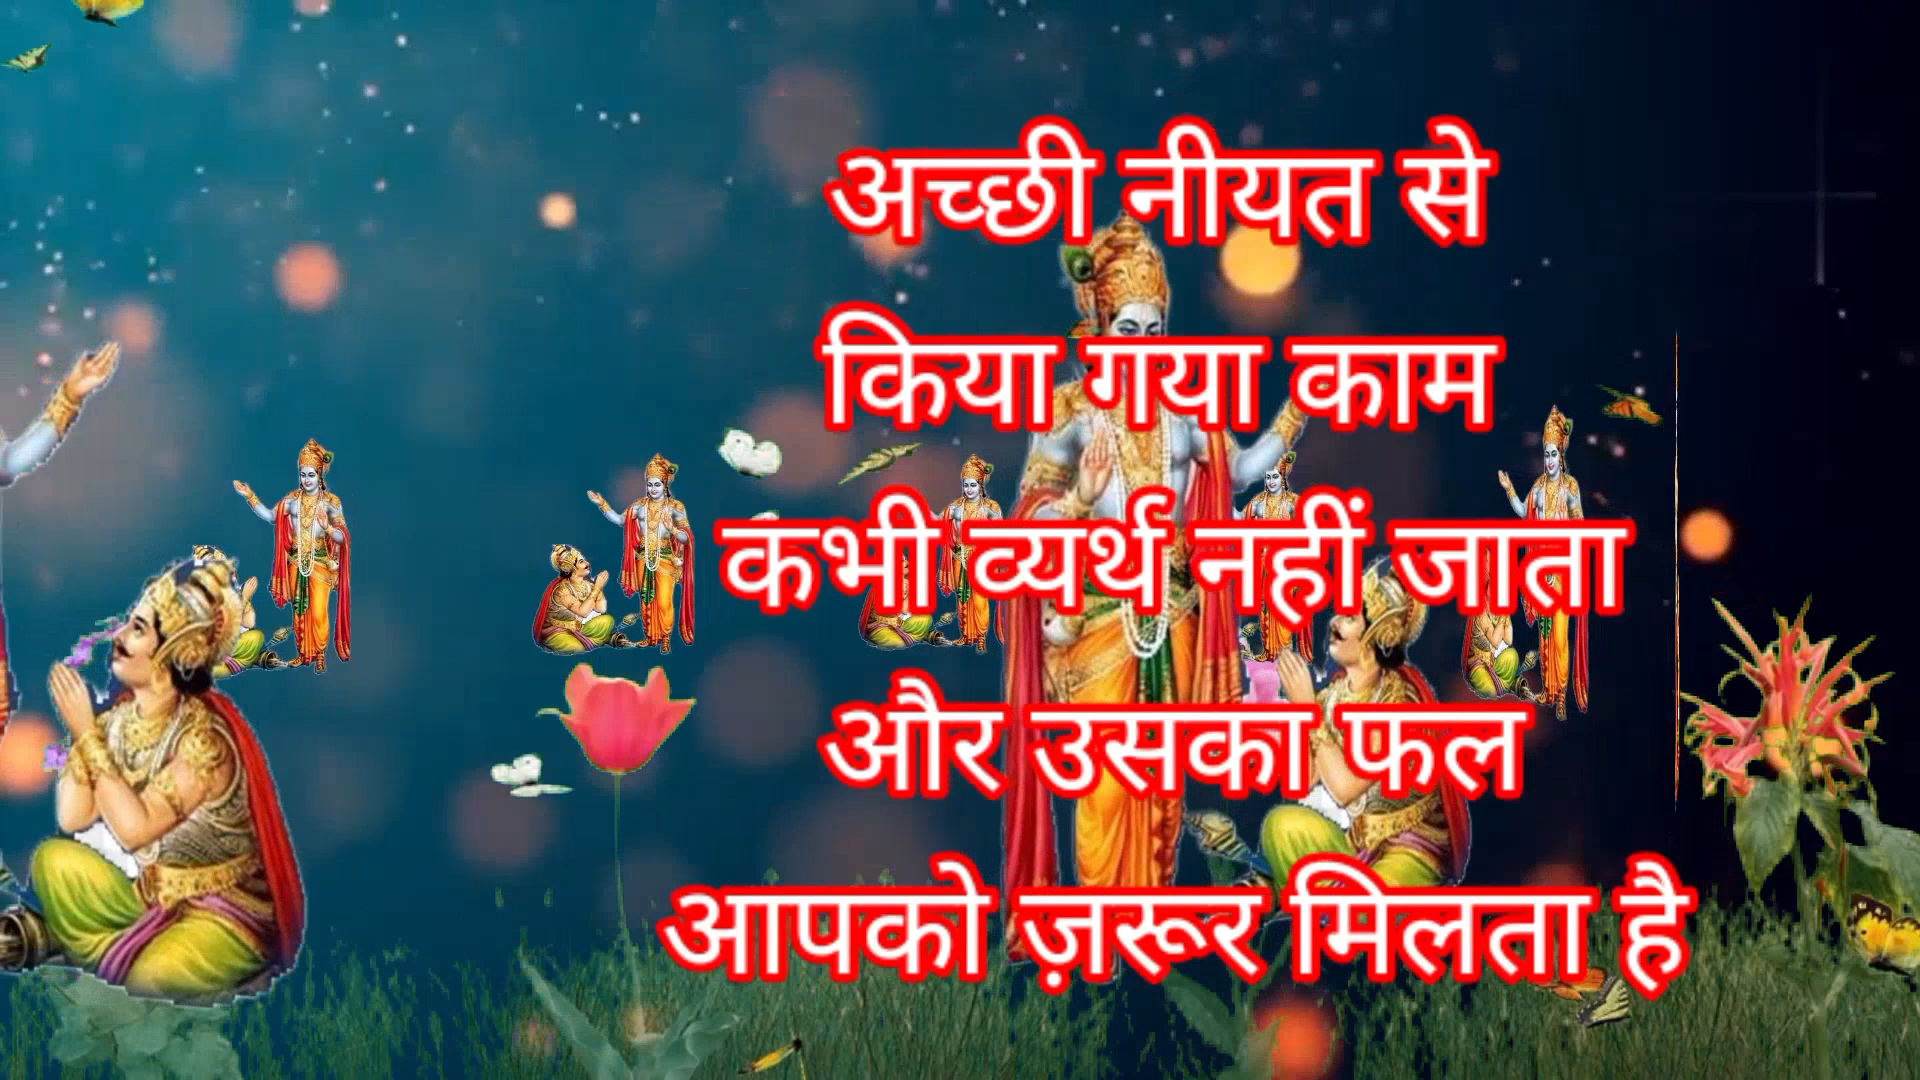 अच्छी नीयत से
किया गया काम
कभी व्यर्थ नहीं जाता
और उसका फल
आपको ज़रूर मिलता है